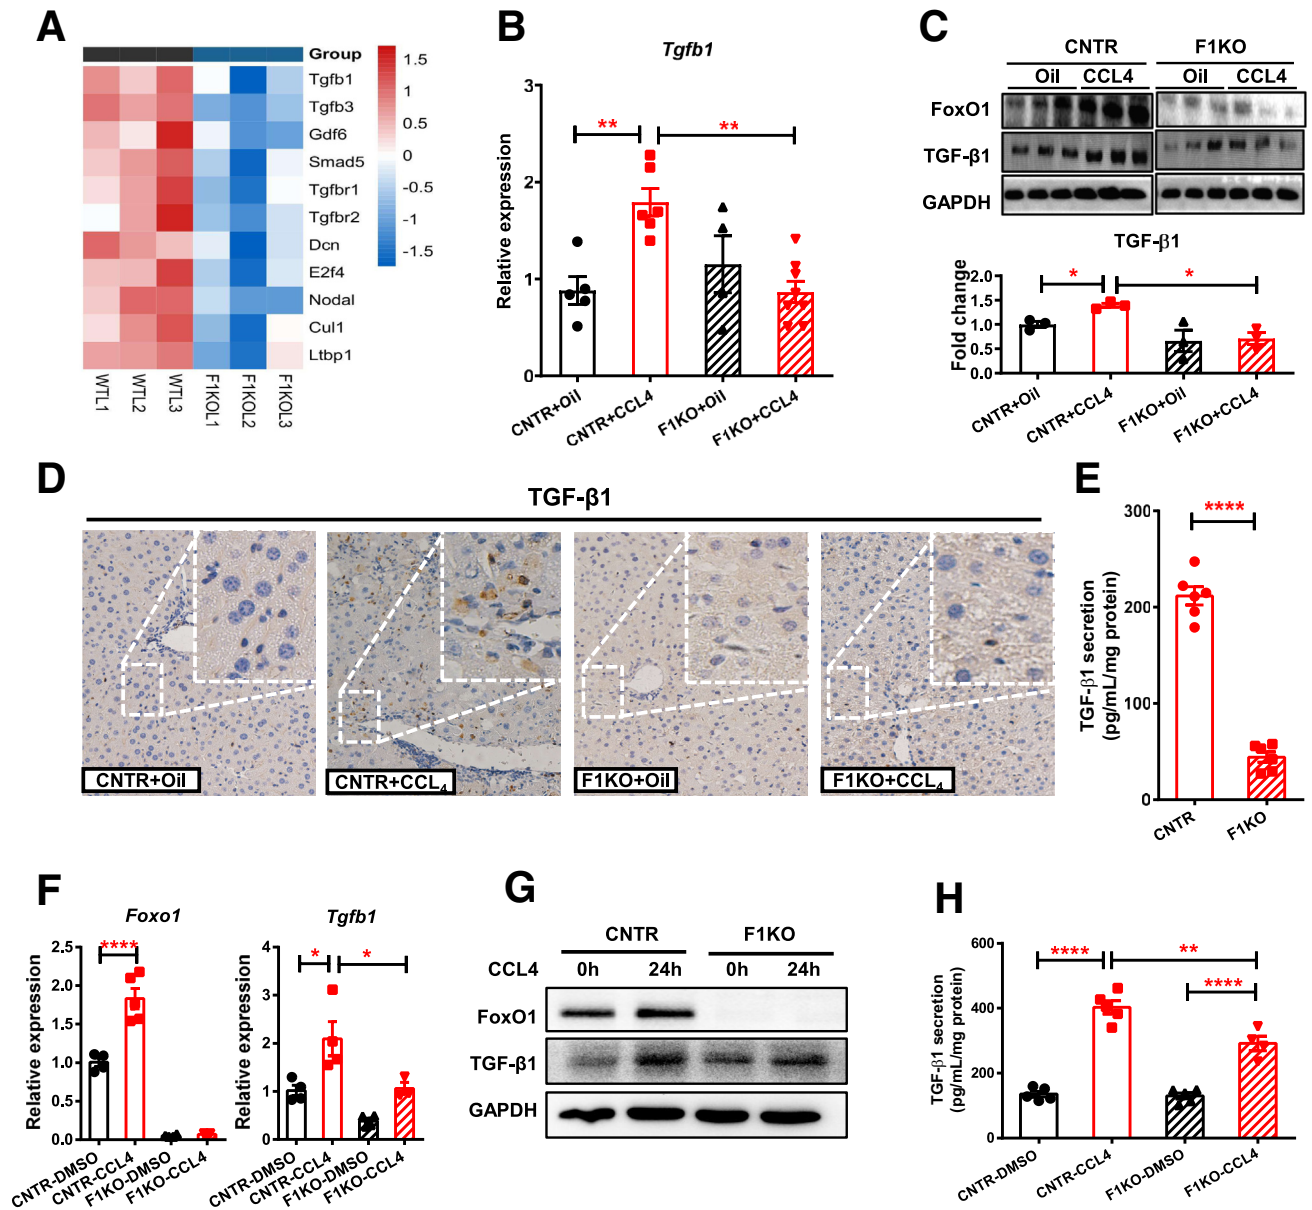 A
Group
Tgfb1
Tgfb3
Gdf6
Smad5
Tgfbr1
Tgfbr2
Dcn
E2f4
Nodal
Cul1
Ltbp1
1.5
1
0.5
0
-0.5
-1
-1.5
WTL1
WTL2
WTL3
F1KOL1
F1KOL2
F1KOL3
B
Tgfb1
Relative expression
3
2
1
0
**
**
CNTR+Oil
CNTR+CCL4
F1KO+Oil
F1KO+CCL4
C
CNTR F1KO
Oil CCL4 Oil CCL4
FoxO1
TGF-β1
GAPDH
TGF-β1
Fold change
2.0
1.5
1.0
0.5
0.0
*
*
CNTR+Oil
CNTR+CCL4
F1KO+Oil
F1KO+CCL4
D
TGF-β1
CNTR+Oil
CNTR+CCL4
F1KO+Oil
F1KO+CCL4
E
TGF-β1 secretion
(pg/mL/mg protein)
300
200
100
0
****
CNTR
F1KO
F
Foxo1
Relative expression
2.5
2.0
1.5
1.0
0.5
0.0
****
CNTR-DMSO
CNTR-CCL4
F1KO-DMSO
F1KO-CCL4
Tgfb1
Relative expression
4
3
2
1
0
*
*
CNTR-DMSO
CNTR-CCL4
F1KO-DMSO
F1KO-CCL4
G
CNTR F1KO
CCL4 0h 24h 0h 24h
FoxO1
TGF-β1
GAPDH
H
TGF-β1 secretion
(pg/mL/mg protein)
600
400
200
0
****
**
****
CNTR-DMSO
CNTR-CCL4
F1KO-DMSO
F1KO-CCL4